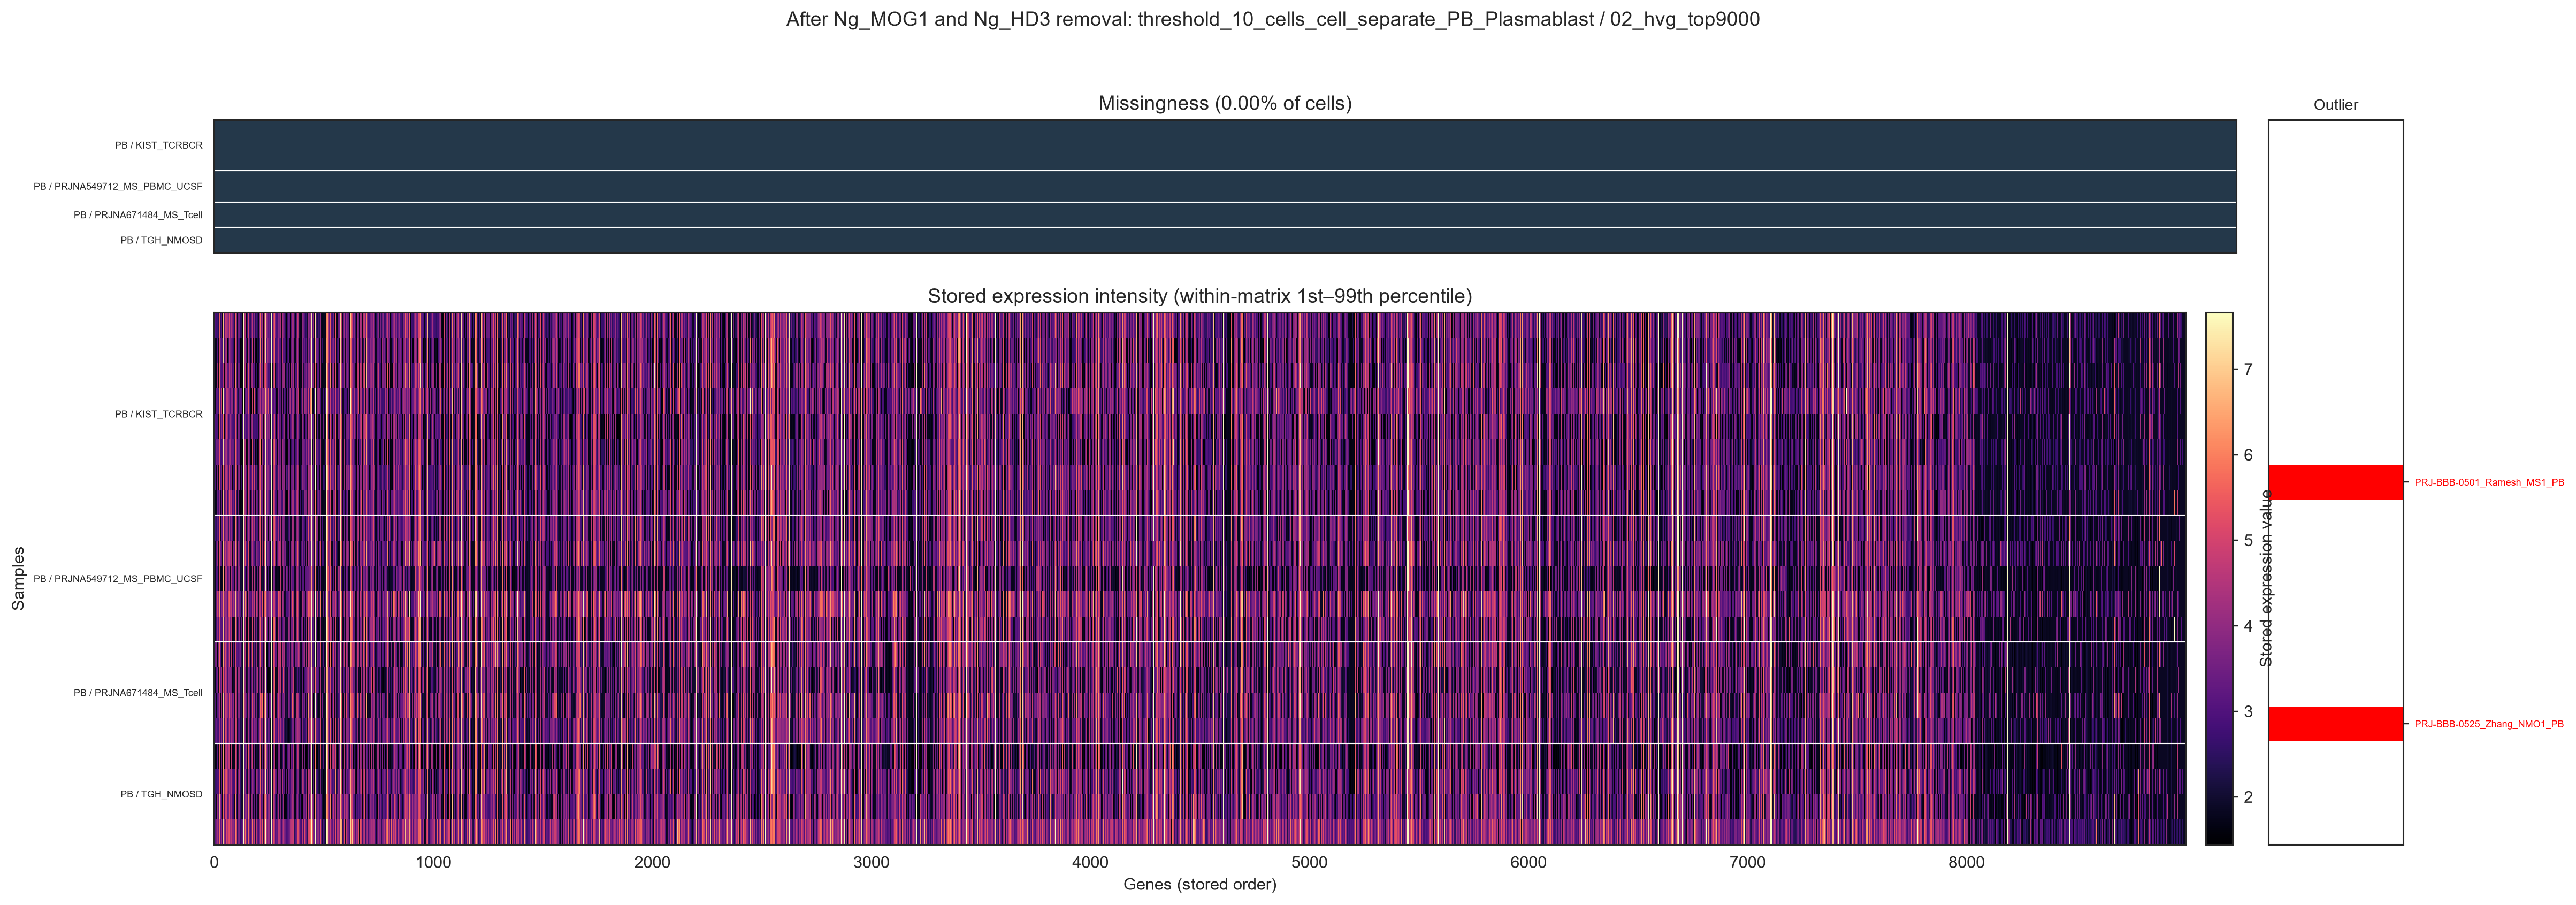 After Ng_MOG1 and Ng_HD3 removal: threshold_10_cells_cell_separate_PB_Plasmablast / 02_hvg_top9000
Missingness (0.00% of cells)
Outlier
PB / KIST_TCRBCR
PB / PRJNA549712_MS_PBMC_UCSF
PB / PRJNA671484_MS_Tcell
PB / TGH_NMOSD
Stored expression intensity (within-matrix 1st–99th percentile)
Samples
PB / KIST_TCRBCR
PB / PRJNA549712_MS_PBMC_UCSF
PB / PRJNA671484_MS_Tcell
PB / TGH_NMOSD
0 1000 2000 3000 4000 5000 6000 7000 8000
Genes (stored order)
7
6
5
4
3
2
Stored expression value
PRJ-BBB-0501_Ramesh_MS1_PB
PRJ-BBB-0525_Zhang_NMO1_PB